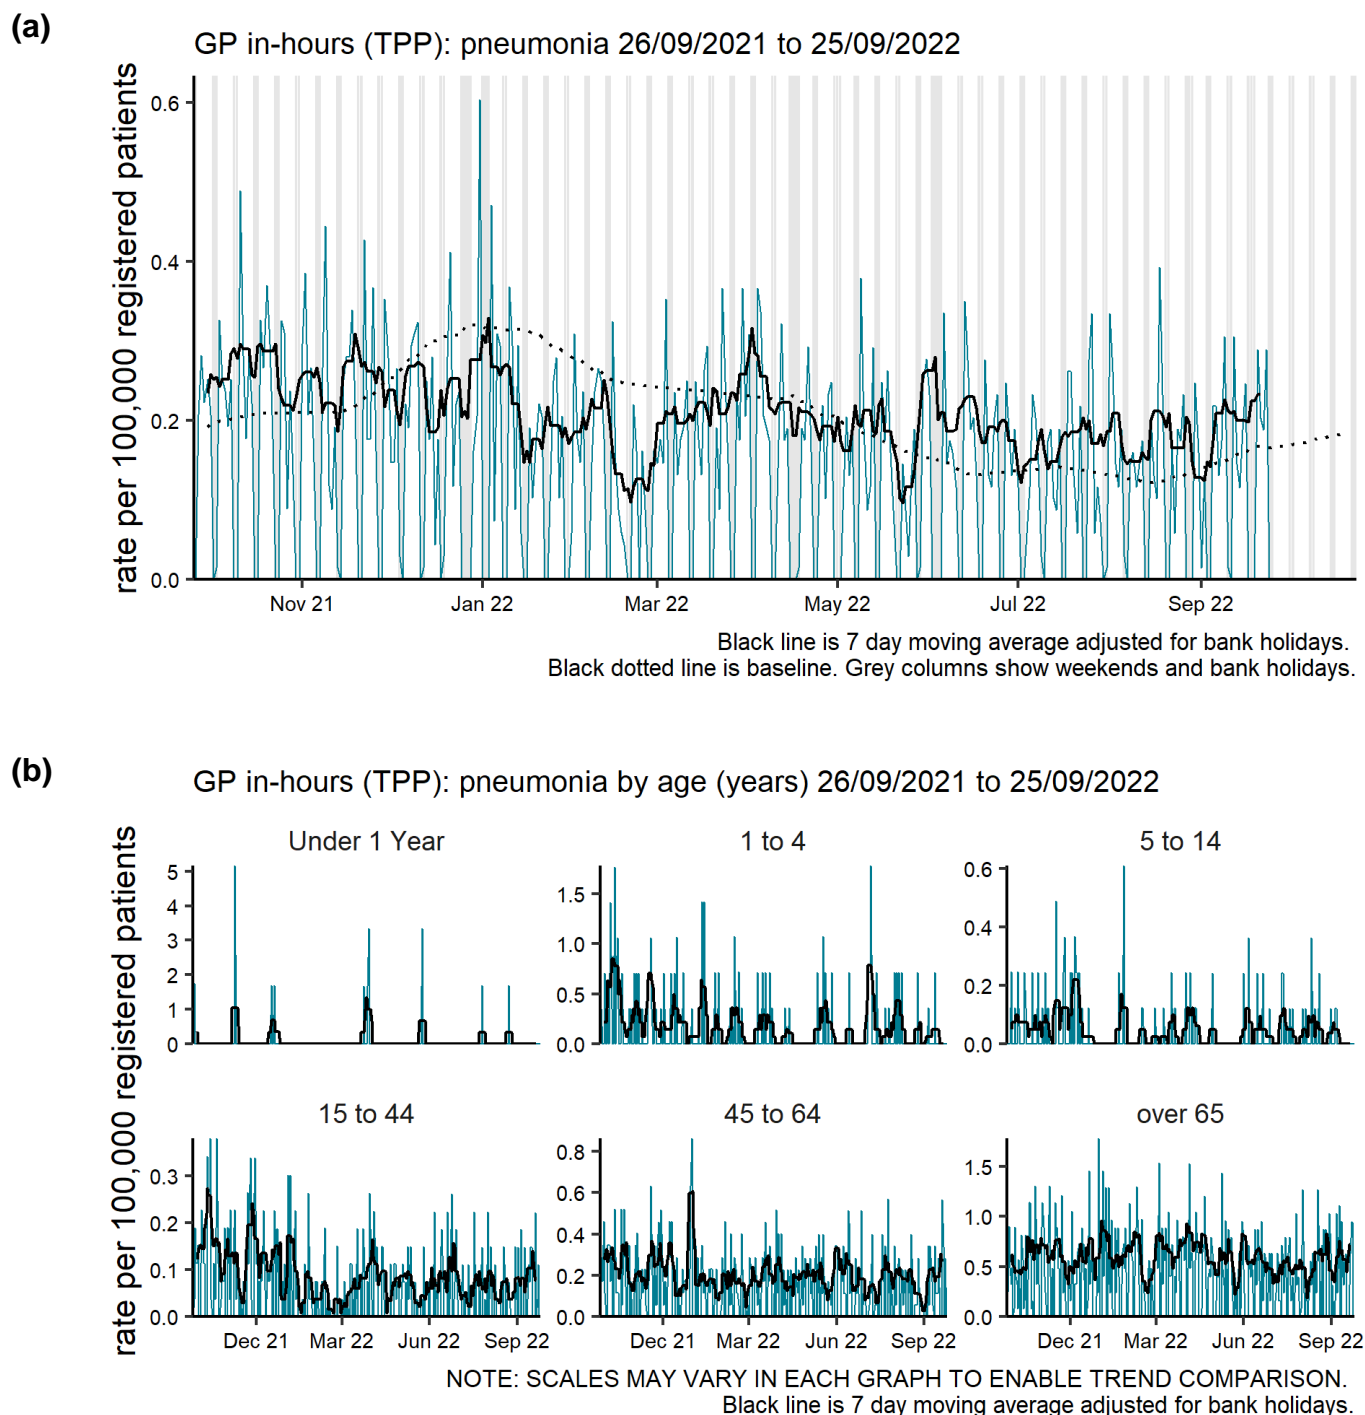 (a)
GP in-hours (TPP): pneumonia 26/09/2021 to 25/09/2022
rate per 100,000 registered patients
0.6
0.4
0.2
0.0
Nov 21 Jan 22 Mar 22 May 22 Jul 22 Sep 22
Black line is 7 day moving average adjusted for bank holidays.
Black dotted line is baseline. Grey columns show weekends and bank holidays.
(b)
GP in-hours (TPP): pneumonia by age (years) 26/09/2021 to 25/09/2022
rate per 100,000 registered patients
Under 1 Year
5
4
3
2
1
0
1 to 4
1.5
1.0
0.5
0.0
5 to 14
0.6
0.4
0.2
0.0
15 to 44
0.3
0.2
0.1
0.0
Dec 21 Mar 22 Jun 22 Sep 22
45 to 64
0.8
0.6
0.4
0.2
0.0
Dec 21 Mar 22 Jun 22 Sep 22
over 65
1.5
1.0
0.5
0.0
Dec 21 Mar 22 Jun 22 Sep 22
NOTE: SCALES MAY VARY IN EACH GRAPH TO ENABLE TREND COMPARISON.
Black line is 7 day moving average adjusted for bank holidays.